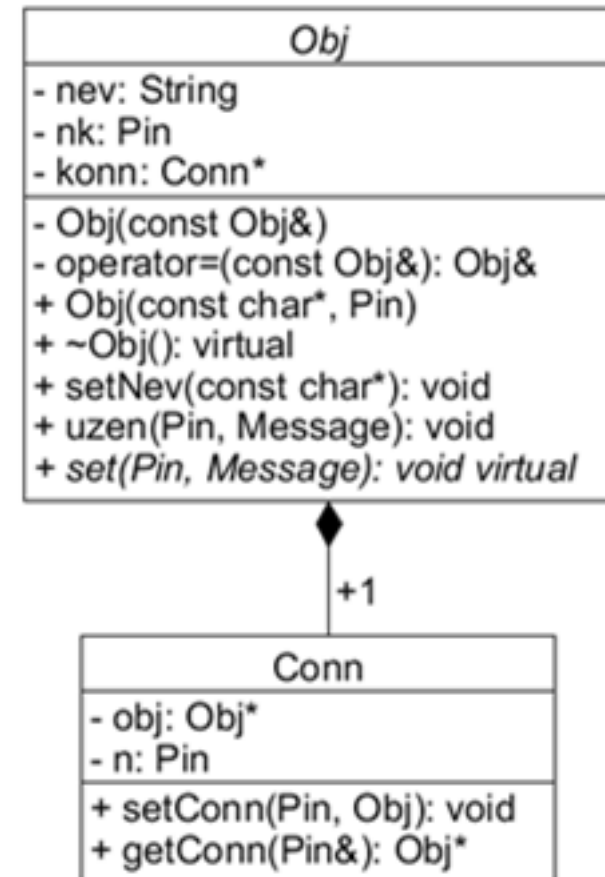 Obj
- nev: String
- nk: Pin
- konn: Conn*
- Obj(const Obj&)
- operator=(const Obj&): Obj&
+ Obj(const char*, Pin)
+ ~Obj(): virtual
+ setNev(const char*): void
+ uzen(Pin, Message): void
+ set(Pin, Message): void virtual
+1
Conn
- obj: Obj*
- n: Pin
+ setConn(Pin, Obj): void
+ getConn(Pin&): Obj*